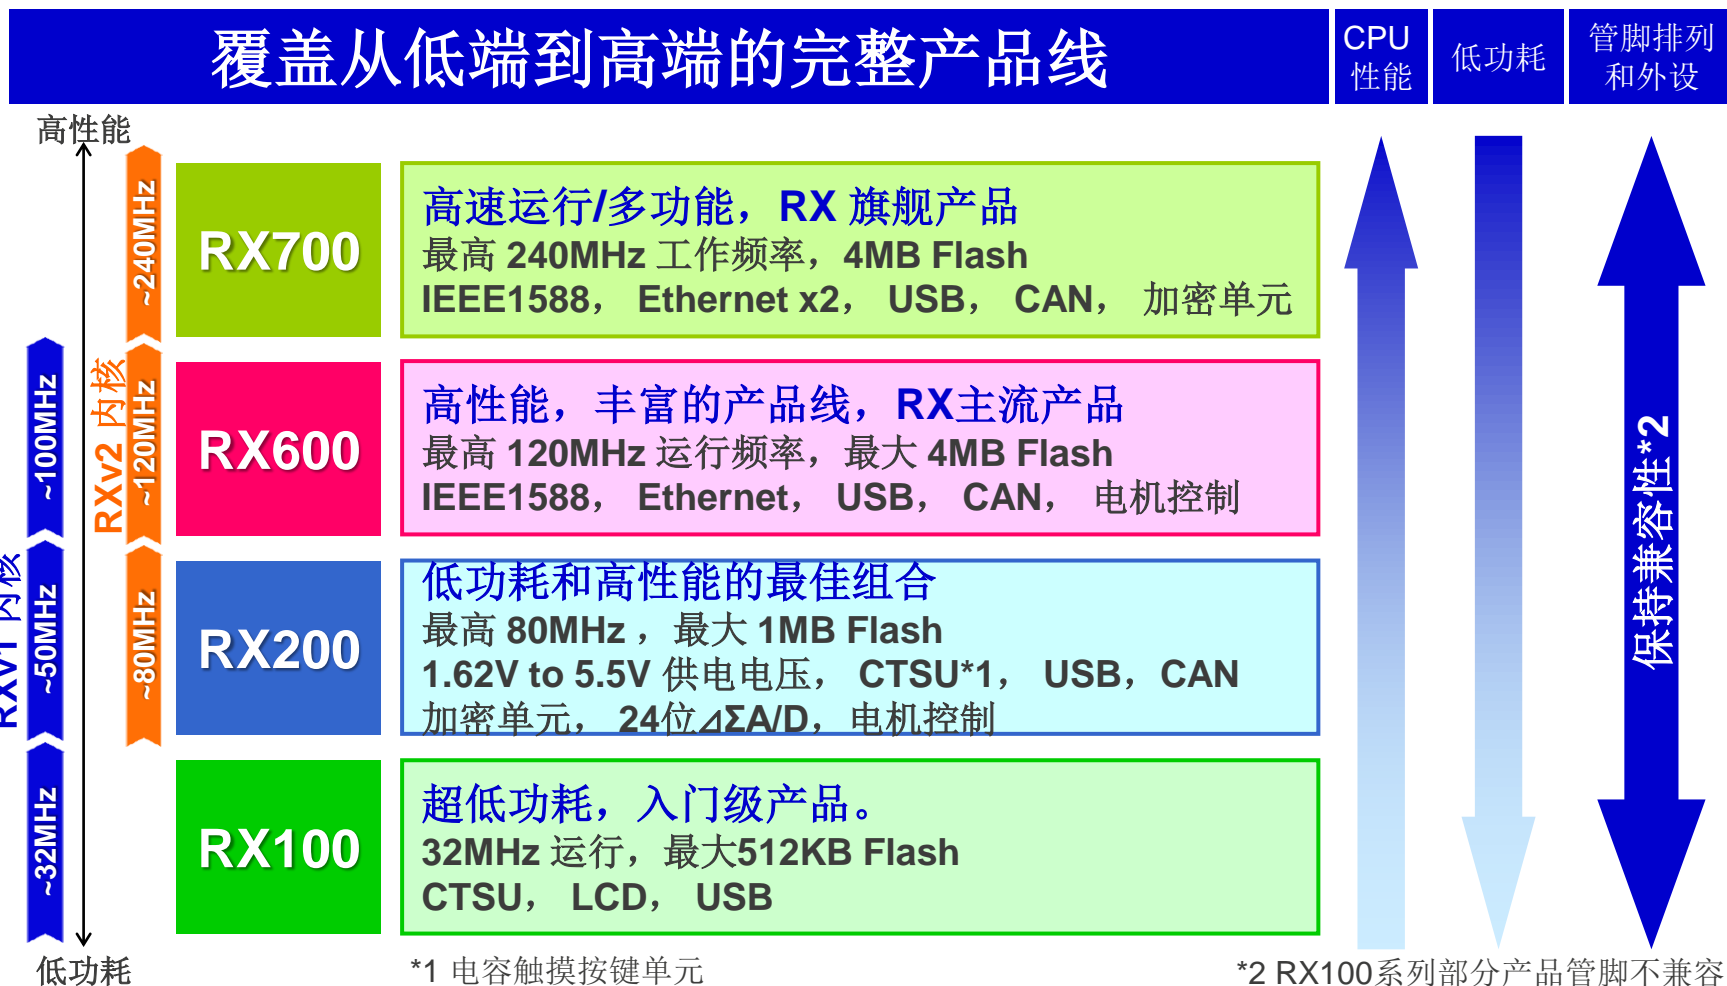 覆盖从低端到高端的完整产品线
CPU
性能
低功耗
管脚排列
和外设
高性能
~240MHz
RX700
高速运行/多功能，RX 旗舰产品
最高 240MHz 工作频率，4MB Flash
IEEE1588， Ethernet x2， USB， CAN， 加密单元
~100MHz
RXv2 内核
~120MHz
RX600
高性能，丰富的产品线，RX主流产品
最高 120MHz 运行频率，最大 4MB Flash
IEEE1588， Ethernet， USB， CAN， 电机控制
RXv1 内核
~50MHz
~80MHz
RX200
低功耗和高性能的最佳组合
最高 80MHz ，最大 1MB Flash
1.62V to 5.5V 供电电压， CTSU*1， USB，CAN
加密单元， 24位⊿ΣA/D，电机控制
~32MHz
RX100
超低功耗，入门级产品。
32MHz 运行，最大512KB Flash
CTSU， LCD， USB
保持兼容性*2
低功耗
*1 电容触摸按键单元
*2 RX100系列部分产品管脚不兼容